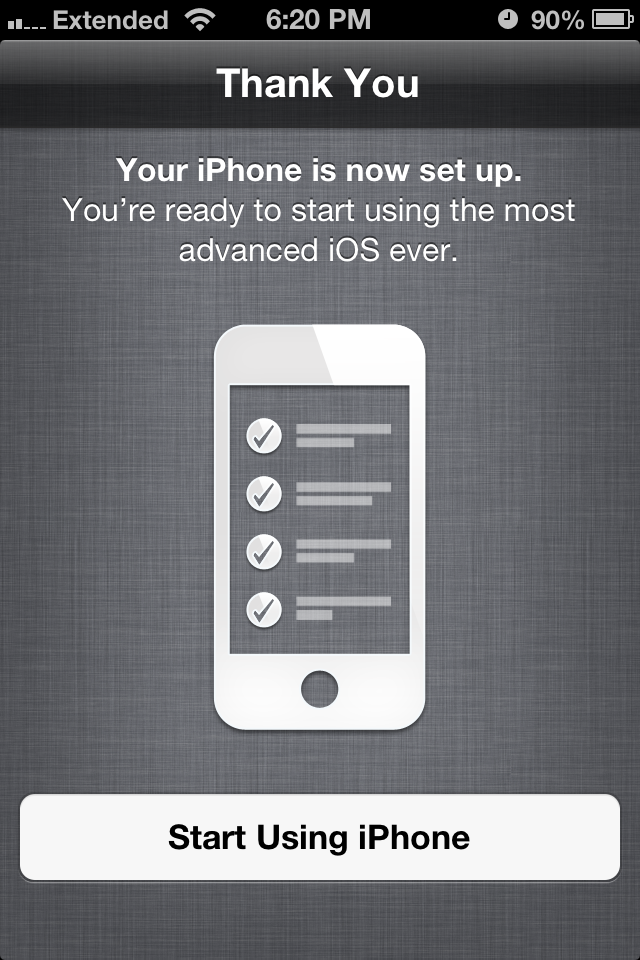 Extended 6:20 PM 90%
Thank You
Your iPhone is now set up.
You’re ready to start using the most
advanced iOS ever.
Start Using iPhone